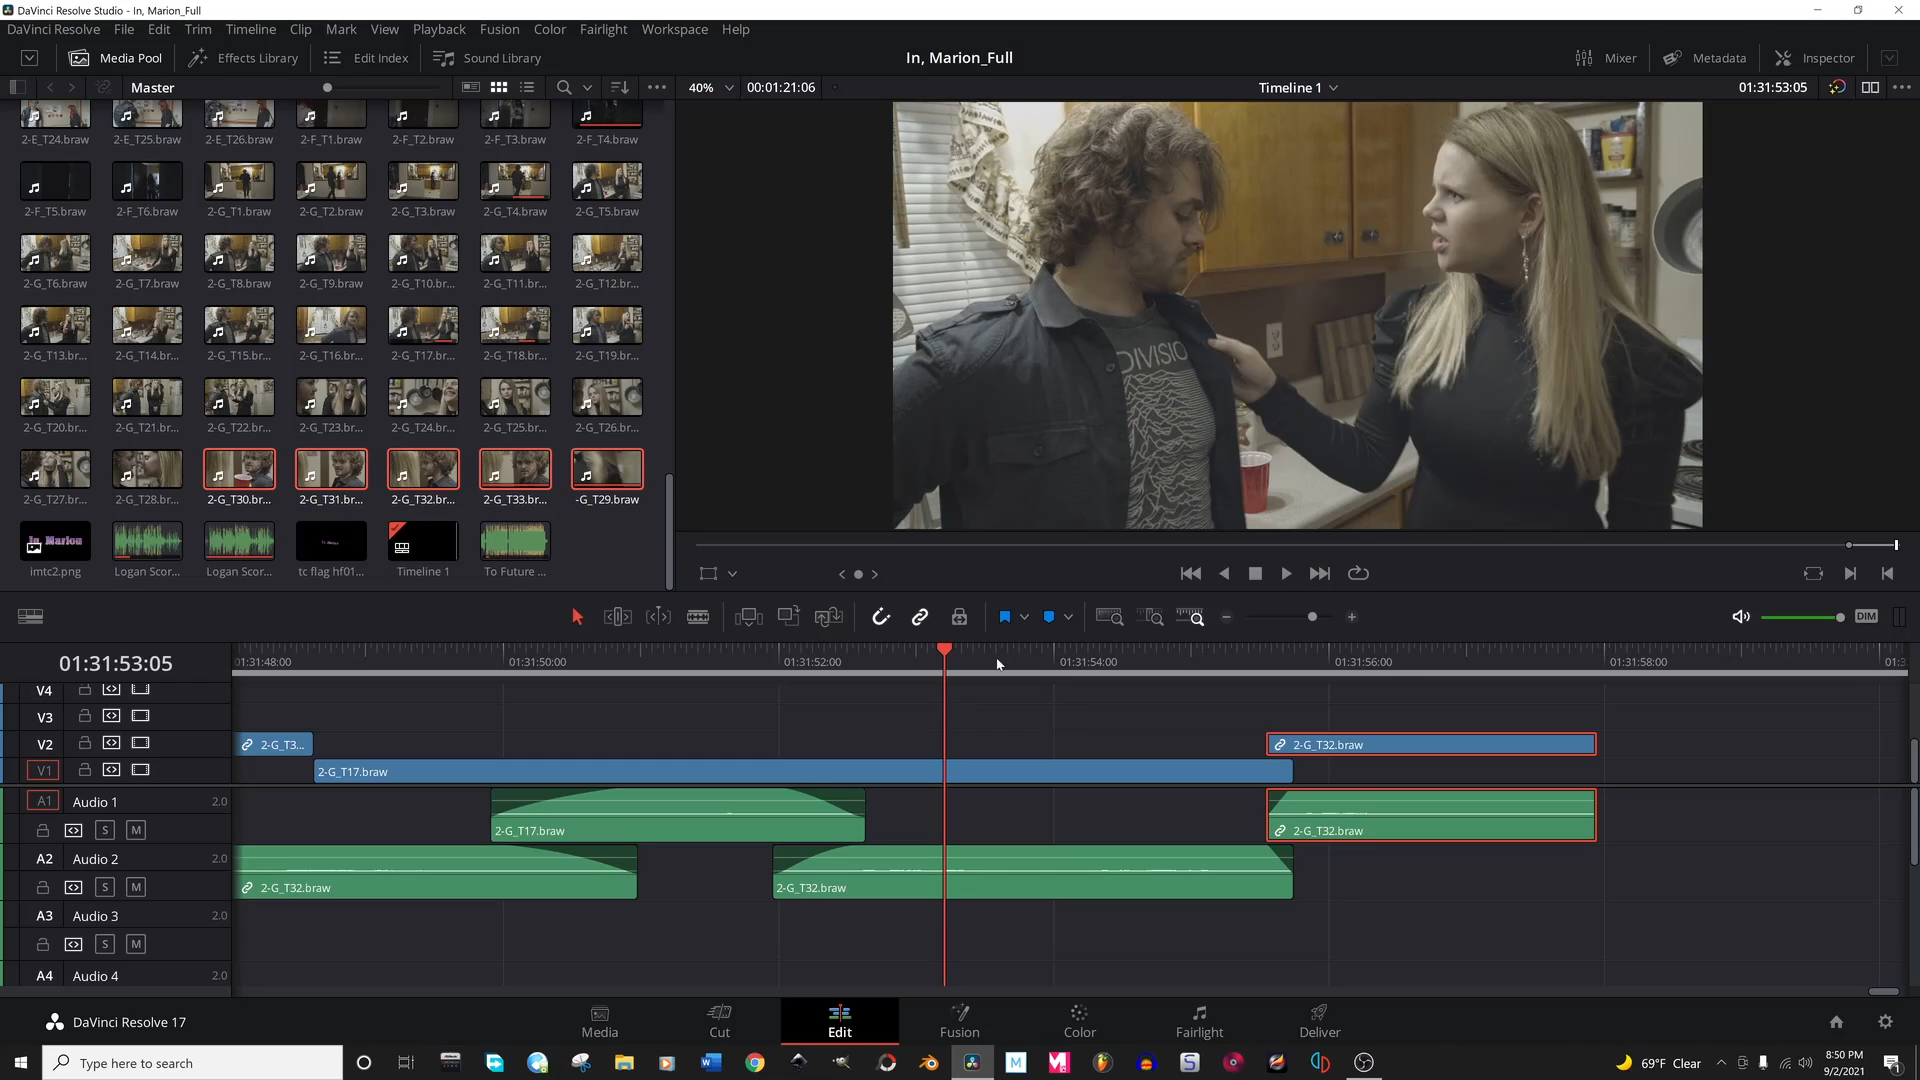 DaVinci Resolve Studio - In, Marion_Full
DaVinci Resolve File Edit Trim Timeline Clip Mark View Playback Fusion Color Fairlight Workspace Help
Media Pool Effects Library Edit Index Sound Library In, Marion_Full Mixer Metadata Inspector
Master 40% 00:01:21:06 Timeline 1 01:31:53:05
2-E_T24.braw 2-E_T25.braw 2-E_T26.braw 2-F_T1.braw 2-F_T2.braw 2-F_T3.braw 2-F_T4.braw
2-F_T5.braw 2-F_T6.braw 2-G_T1.braw 2-G_T2.braw 2-G_T3.braw 2-G_T4.braw 2-G_T5.braw
2-G_T6.braw 2-G_T7.braw 2-G_T8.braw 2-G_T9.braw 2-G_T10.br... 2-G_T11.br... 2-G_T12.br...
2-G_T13.br... 2-G_T14.br... 2-G_T15.br... 2-G_T16.br... 2-G_T17.br... 2-G_T18.br... 2-G_T19.br...
2-G_T20.br... 2-G_T21.br... 2-G_T22.br... 2-G_T23.br... 2-G_T24.br... 2-G_T25.br... 2-G_T26.br...
2-G_T27.br... 2-G_T28.br... 2-G_T30.br... 2-G_T31.br... 2-G_T32.br... 2-G_T33.br... -G_T29.braw
In, Marion
imtc2.png Logan Scor... Logan Scor... tc flag hf01... Timeline 1 To Future ...
DIVISIO
DIM
01:31:53:05 01:31:48:00 01:31:50:00 01:31:52:00 01:31:54:00 01:31:56:00 01:31:58:00 01:3
V4
V3
V2 2-G_T3... 2-G_T32.braw
V1 2-G_T17.braw
A1 Audio 1 2.0
S M 2-G_T17.braw 2-G_T32.braw
A2 Audio 2 2.0
S M 2-G_T32.braw 2-G_T32.braw
A3 Audio 3 2.0
S M
A4 Audio 4 2.0
DaVinci Resolve 17 Media Cut Edit Fusion Color Fairlight Deliver
Type here to search 69°F Clear 8:50 PM
9/2/2021